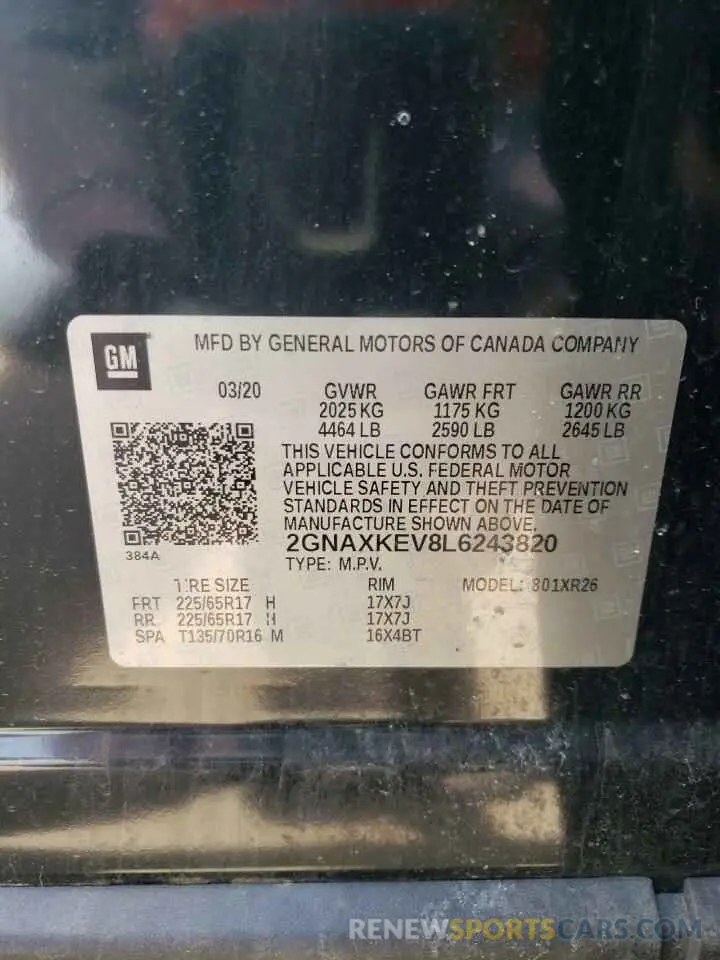 GM
MFD BY GENERAL MOTORS OF CANADA COMPANY
03/20 GVWR GAWR FRT GAWR RR
2025 KG 1175 KG 1200 KG
4464 LB 2590 LB 2645 LB
THIS VEHICLE CONFORMS TO ALL
APPLICABLE U.S. FEDERAL MOTOR
VEHICLE SAFETY AND THEFT PREVENTION
STANDARDS IN EFFECT ON THE DATE OF
MANUFACTURE SHOWN ABOVE.
2GNAXKEV8L6243820
384A
TYPE: M.P.V.
TIRE SIZE RIM MODEL: 801XR26
FRT 225/65R17 H 17X7J
RR 225/65R17 H 17X7J
SPA T135/70R16 M 16X4BT
RENEWSPORTSCARS.COM